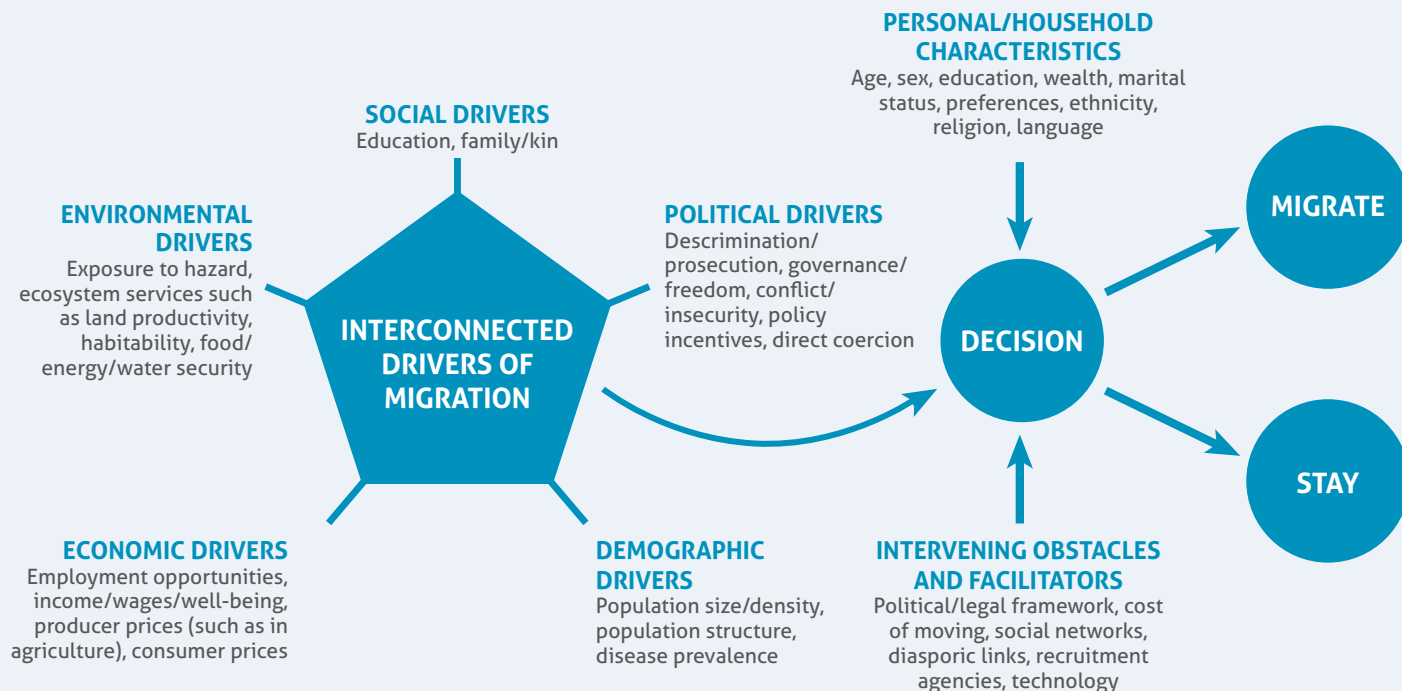 SOCIAL DRIVERS
Education, family/kin
ENVIRONMENTAL
DRIVERS
Exposure to hazard,
ecosystem services such
as land productivity,
habitability, food/
energy/water security
POLITICAL DRIVERS
Descrimination/
prosecution, governance/
freedom, conflict/
insecurity, policy
incentives, direct coercion
INTERCONNECTED
DRIVERS OF
MIGRATION
ECONOMIC DRIVERS
Employment opportunities,
income/wages/well-being,
producer prices (such as in
agriculture), consumer prices
DEMOGRAPHIC
DRIVERS
Population size/density,
population structure,
disease prevalence
PERSONAL/HOUSEHOLD
CHARACTERISTICS
Age, sex, education, wealth, marital
status, preferences, ethnicity,
religion, language
DECISION
INTERVENING OBSTACLES
AND FACILITATORS
Political/legal framework, cost
of moving, social networks,
diasporic links, recruitment
agencies, technology
MIGRATE
STAY